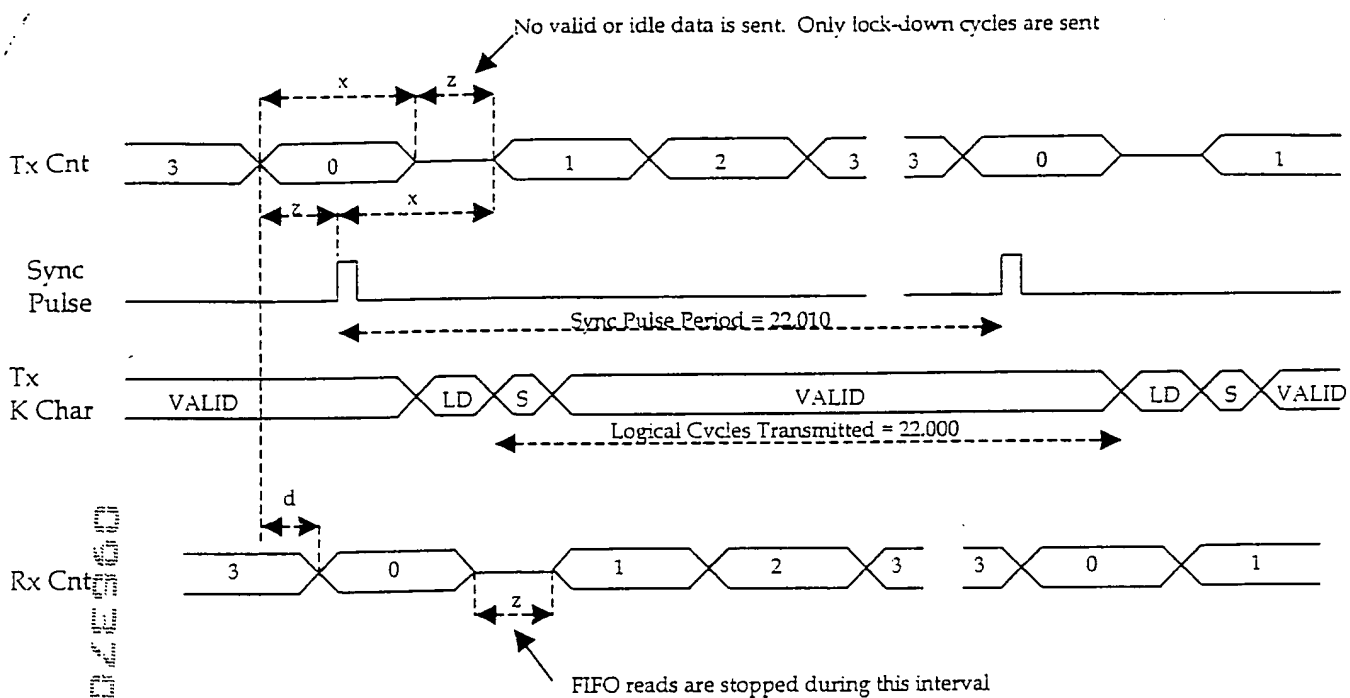 No valid or idle data is sent. Only lock-down cycles are sent
x
z
Tx Cnt
3
0
1
2
3
3
0
1
z
x
Sync
Pulse
Sync Pulse Period = 22.010
Tx
K Char
VALID
LD
S
VALID
LD
S
VALID
Logical Cycles Transmitted = 22.000
d
Rx Cnt
3
0
1
2
3
3
0
1
z
FIFO reads are stopped during this interval